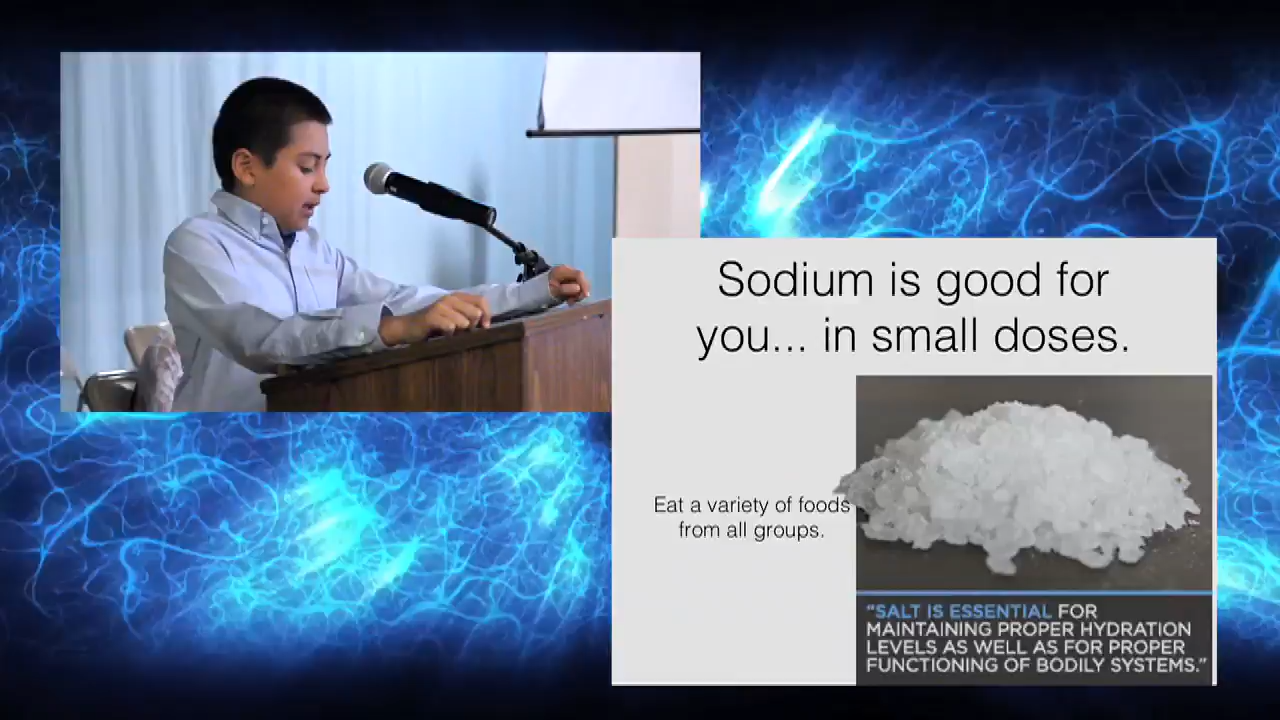 Sodium is good for
you... in small doses.
Eat a variety of foods
from all groups.
"SALT IS ESSENTIAL FOR
MAINTAINING PROPER HYDRATION
LEVELS AS WELL AS FOR PROPER
FUNCTIONING OF BODILY SYSTEMS."